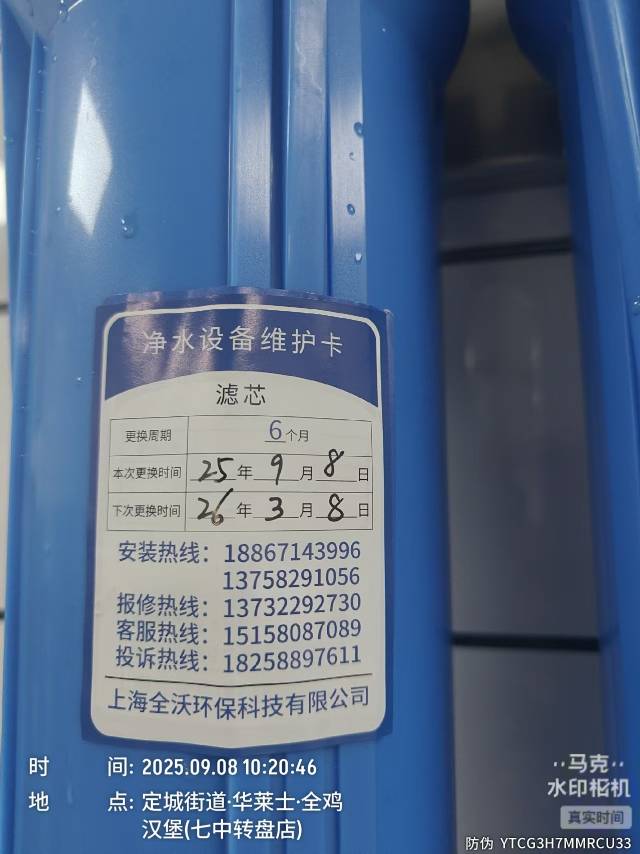 净水设备维护卡
滤芯
更换周期 6个月
本次更换时间 25年9月8日
下次更换时间 26年3月8日
安装热线：18867143996
13758291056
报修热线：13732292730
客服热线：15158087089
投诉热线：18258897611
上海全沃环保科技有限公司
时 间: 2025.09.08 10:20:46
地 点: 定城街道·华莱士·全鸡
汉堡(七中转盘店)
马克
水印相机
真实时间
防伪 YTCG3H7MMRCU33